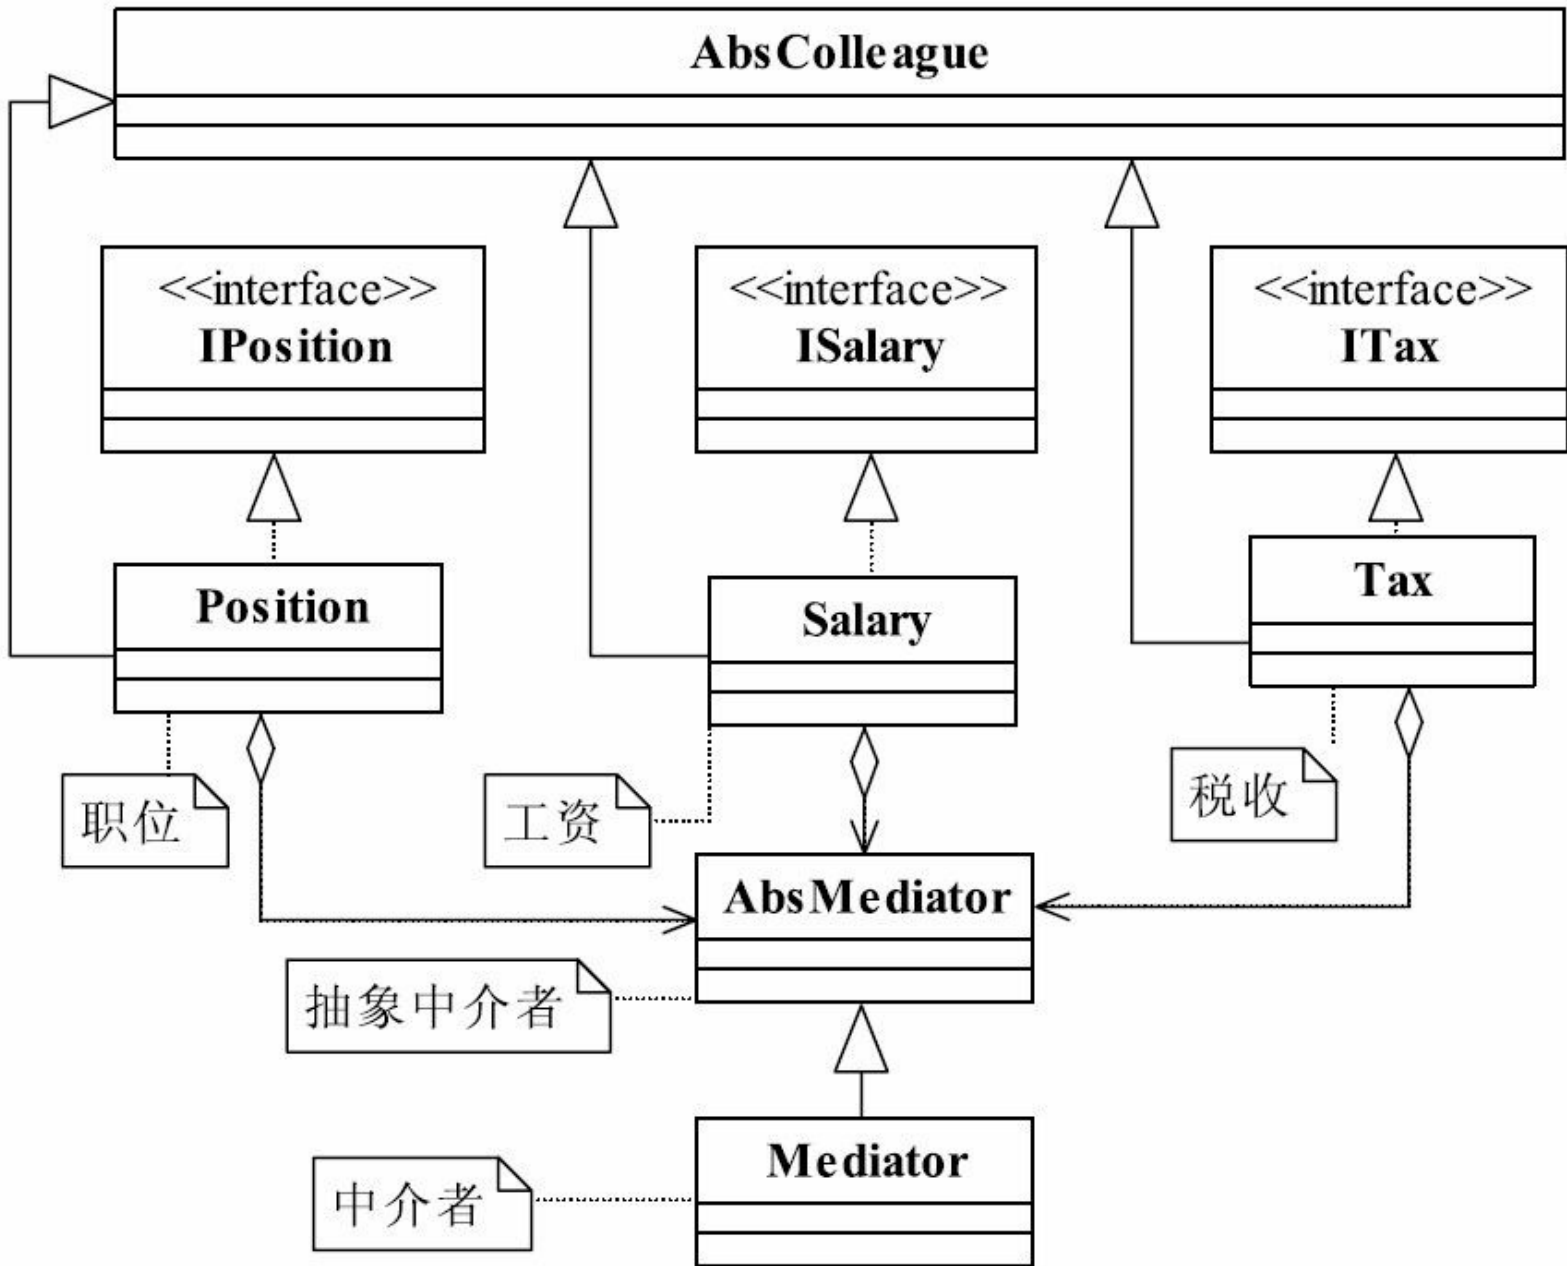 AbsColleague
<<interface>>
IPosition
<<interface>>
ISalary
<<interface>>
ITax
Position
Salary
Tax
职位
工资
税收
AbsMediator
抽象中介者
Mediator
中介者